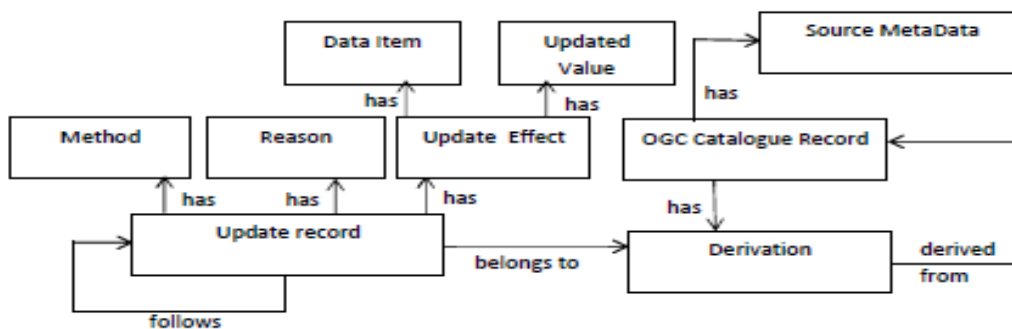 Data Item
Updated
Value
Source MetaData
has
has
has
Method
Reason
Update Effect
OGC Catalogue Record
has
has
has
has
Update record
Derivation
belongs to
derived
from
follows